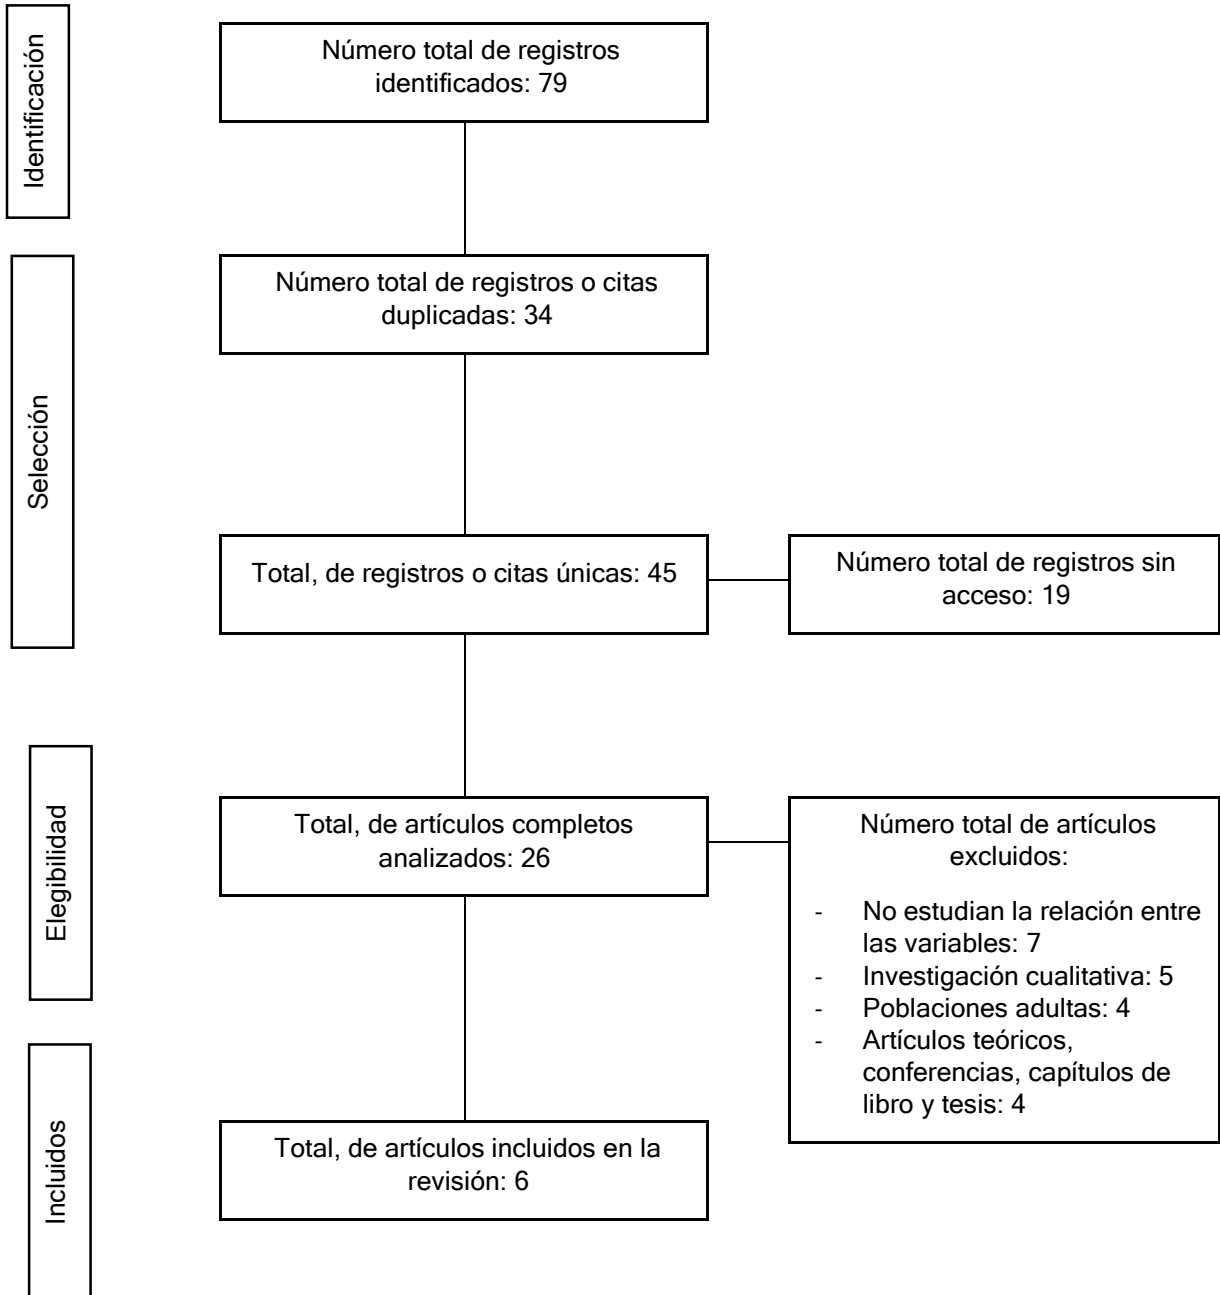 Identificación
Número total de registros
identificados: 79
Selección
Número total de registros o citas
duplicadas: 34
Total, de registros o citas únicas: 45
Número total de registros sin
acceso: 19
Elegibilidad
Total, de artículos completos
analizados: 26
Número total de artículos
excluidos:
- No estudian la relación entre
las variables: 7
- Investigación cualitativa: 5
- Poblaciones adultas: 4
- Artículos teóricos,
conferencias, capítulos de
libro y tesis: 4
Incluidos
Total, de artículos incluidos en la
revisión: 6